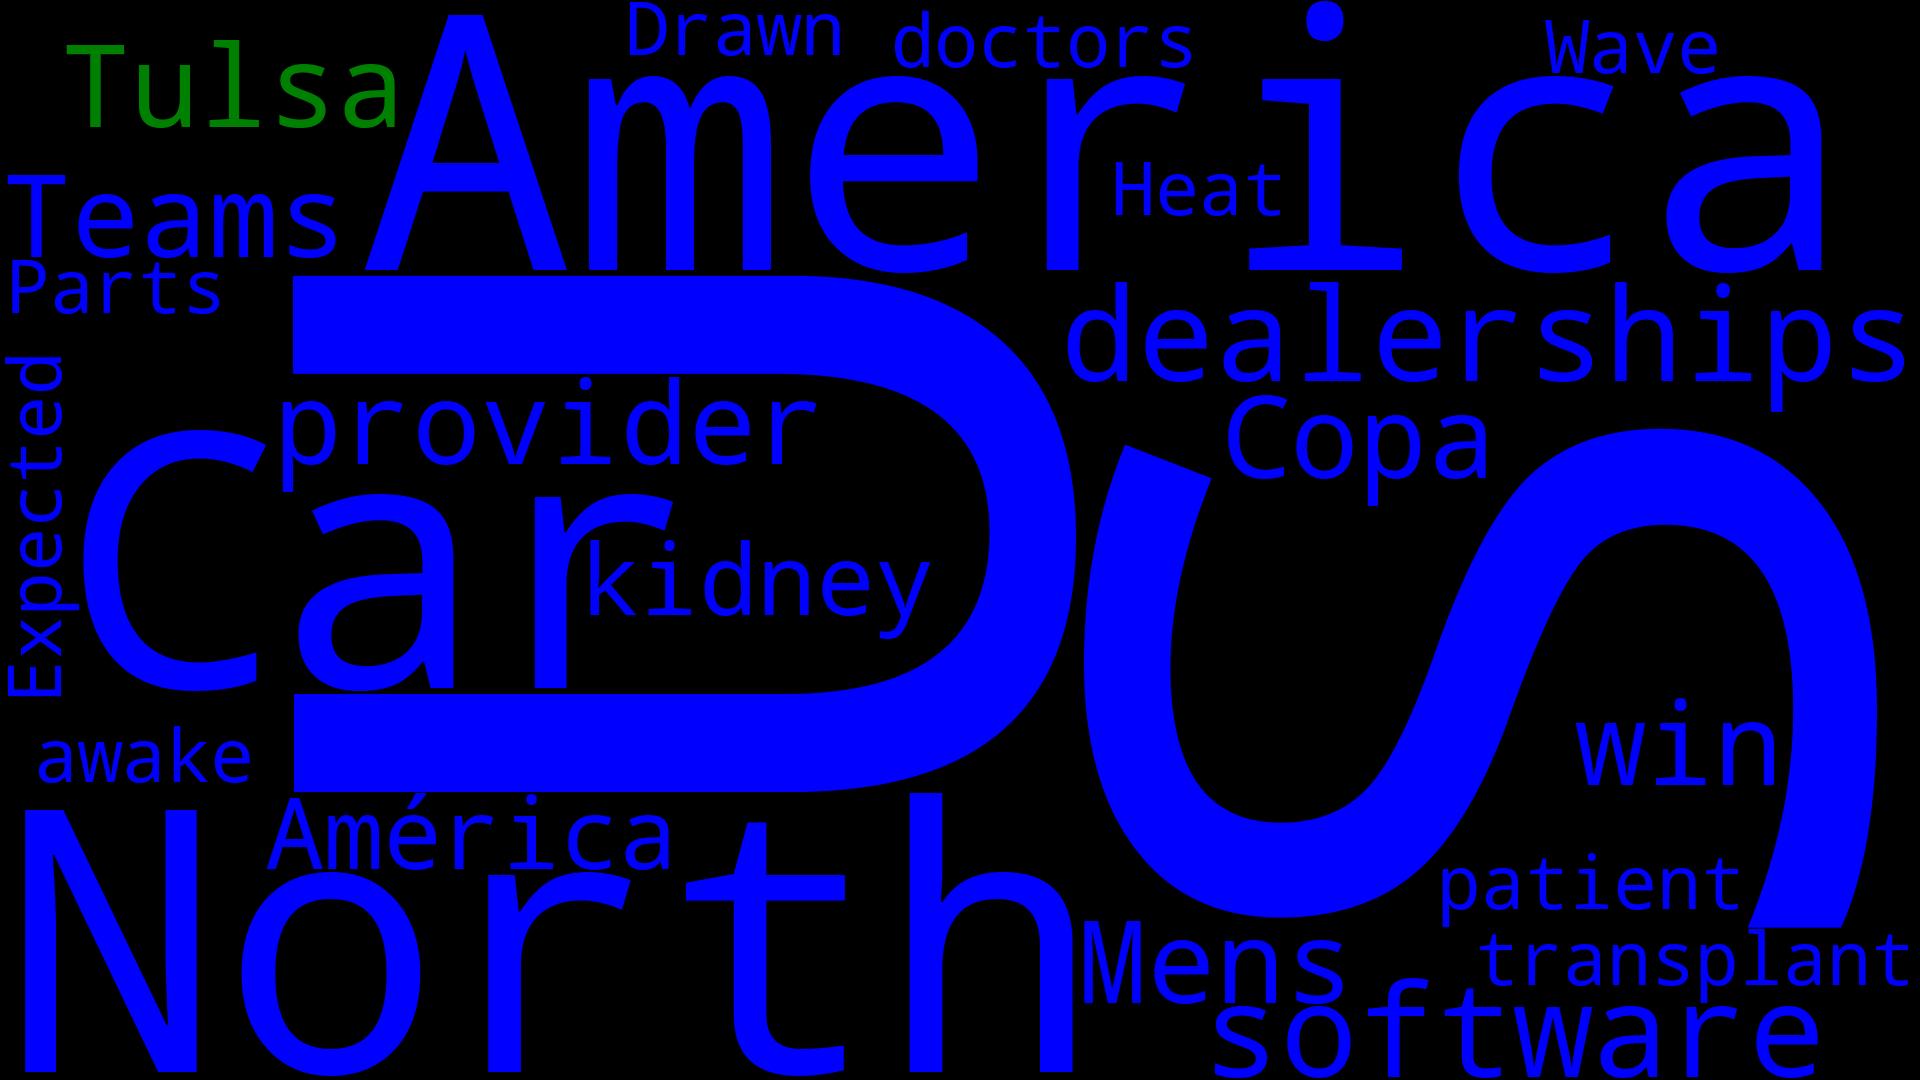 Tulsa
America
Drawn
doctors
Wave
Teams
Heat
Parts
dealerships
Expected
U
provider
Copa
car
kidney
S
win
awake
América
North
patient
Mens
transplant
software